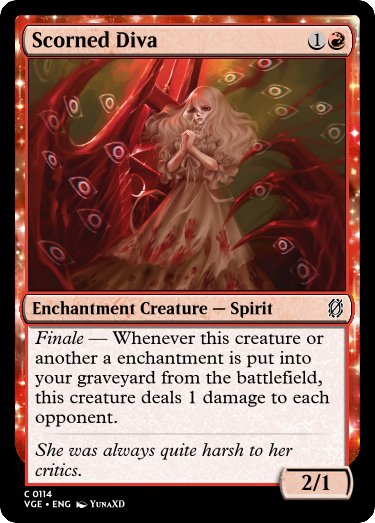 Scorned Diva
1
Enchantment Creature — Spirit
Finale — Whenever this creature or
another a enchantment is put into
your graveyard from the battlefield,
this creature deals 1 damage to each
opponent.
She was always quite harsh to her
critics.
2/1
C 0114
VGE • ENG YunaXD